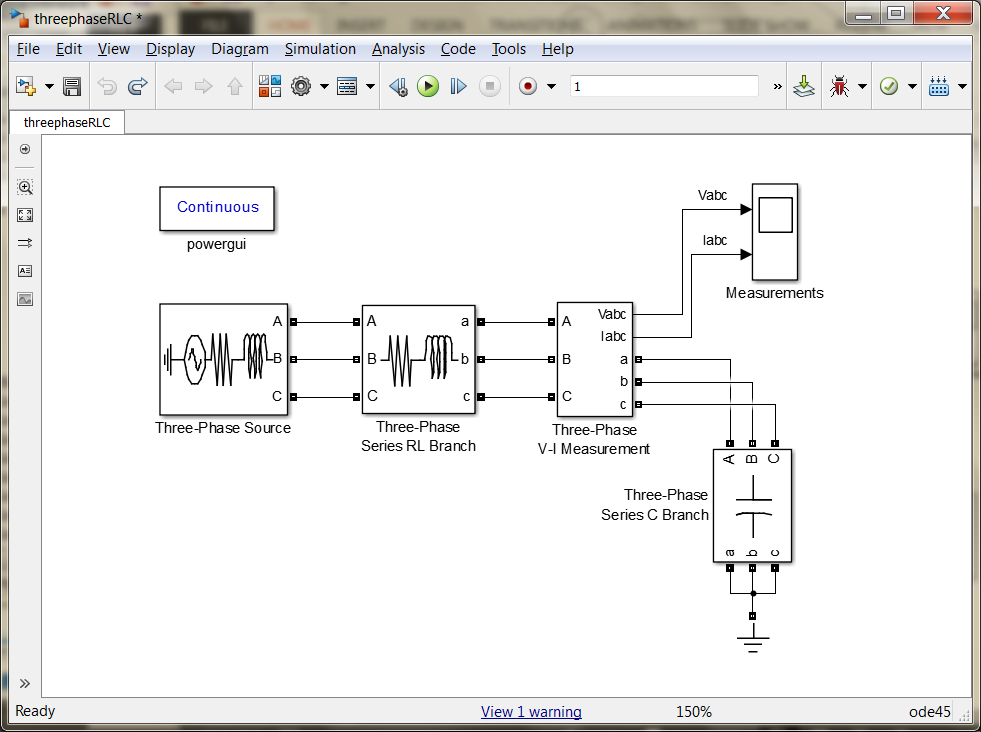 threephaseRLC *
File Edit View Display Diagram Simulation Analysis Code Tools Help
1 »
threephaseRLC
Continuous
powergui
Vabc
Iabc
Measurements
A
B
C
Three-Phase Source
A a
B b
C c
Three-Phase
Series RL Branch
A
B
C
Vabc
Iabc
a
b
c
Three-Phase
V-I Measurement
A B C
Three-Phase
Series C Branch
a b c
Ready View 1 warning 150% ode45